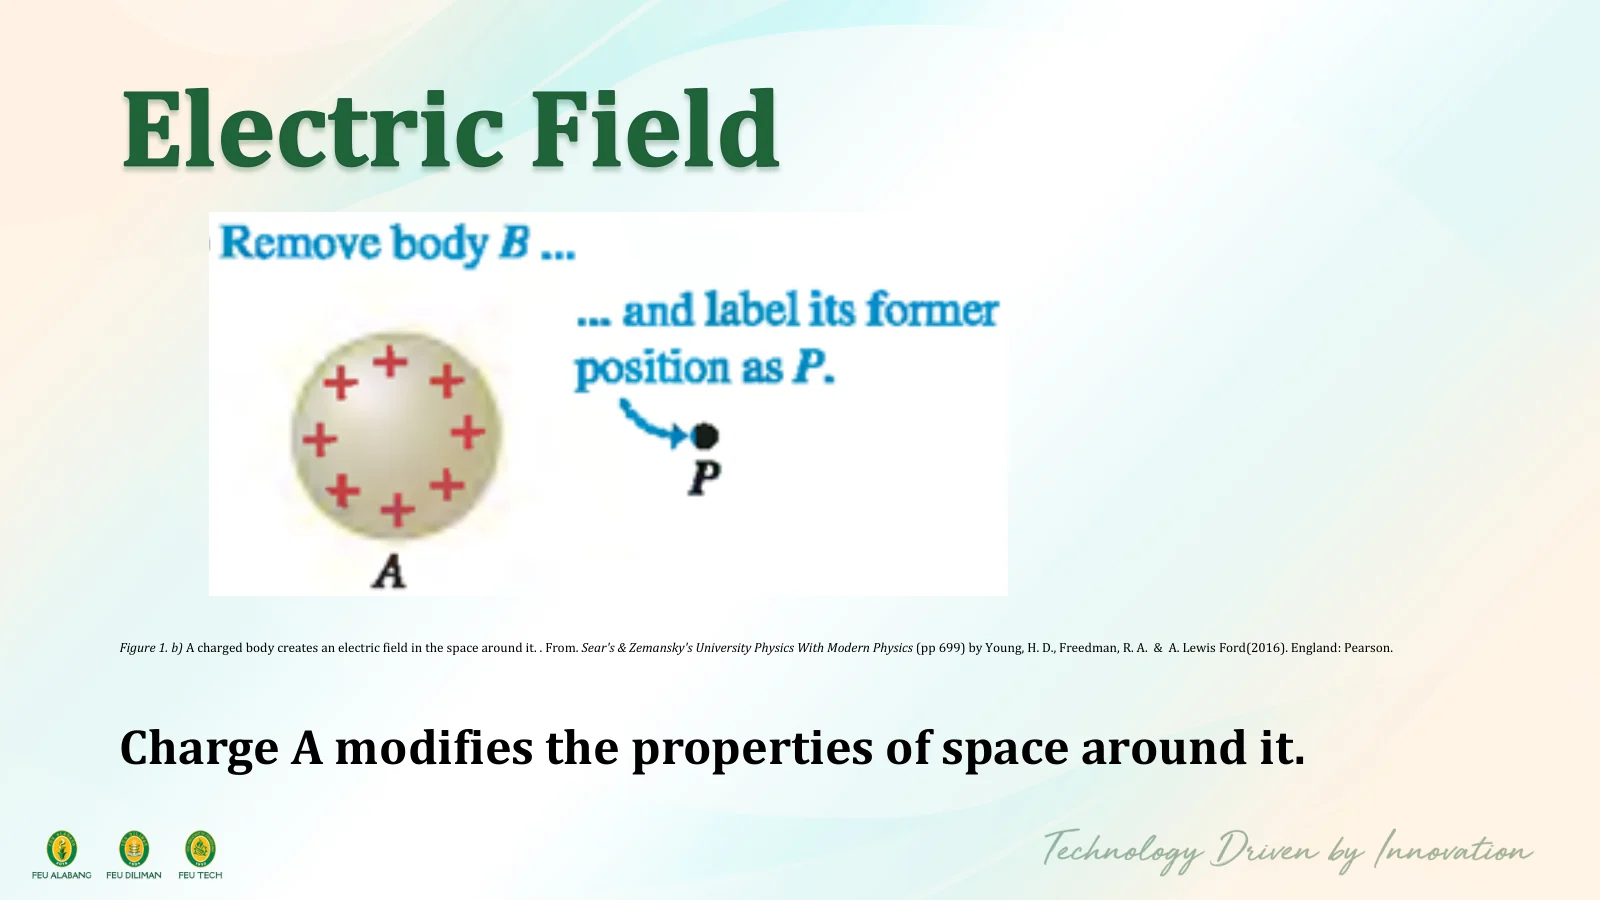 Electric Field
Remove body B ...
... and label its former
position as P.
+ + + + + + + +
P
A
Figure 1. b) A charged body creates an electric field in the space around it. . From. Sear's & Zemansky's University Physics With Modern Physics (pp 699) by Young, H. D., Freedman, R. A. & A. Lewis Ford(2016). England: Pearson.
Charge A modifies the properties of space around it.
FEU ALABANG FEU DILIMAN FEU TECH
Technology Driven by Innovation